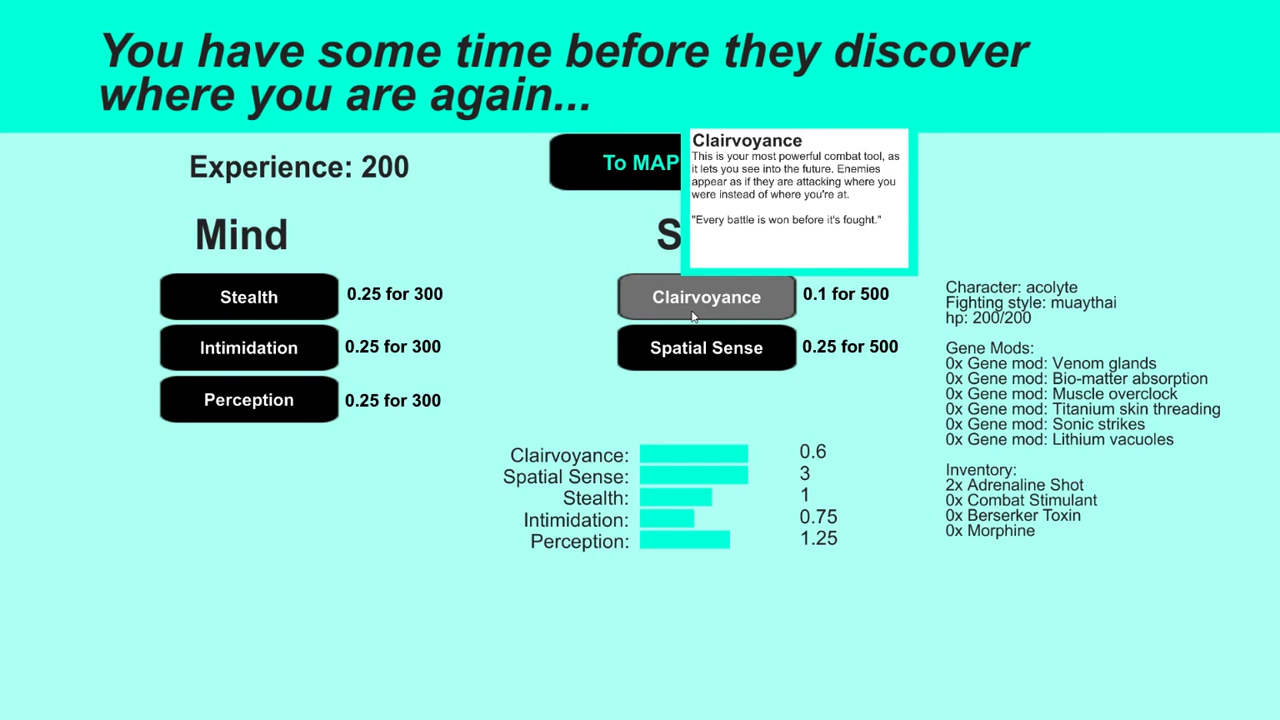 You have some time before they discover
where you are again...
Experience: 200
To MAP
Clairvoyance
This is your most powerful combat tool, as
it lets you see into the future. Enemies
appear as if they are attacking where you
were instead of where you're at.
"Every battle is won before it's fought."
Mind
S
Stealth 0.25 for 300
Intimidation 0.25 for 300
Perception 0.25 for 300
Clairvoyance 0.1 for 500
Spatial Sense 0.25 for 500
Clairvoyance: 0.6
Spatial Sense: 3
Stealth: 1
Intimidation: 0.75
Perception: 1.25
Character: acolyte
Fighting style: muaythai
hp: 200/200
Gene Mods:
0x Gene mod: Venom glands
0x Gene mod: Bio-matter absorption
0x Gene mod: Muscle overclock
0x Gene mod: Titanium skin threading
0x Gene mod: Sonic strikes
0x Gene mod: Lithium vacuoles
Inventory:
2x Adrenaline Shot
0x Combat Stimulant
0x Berserker Toxin
0x Morphine